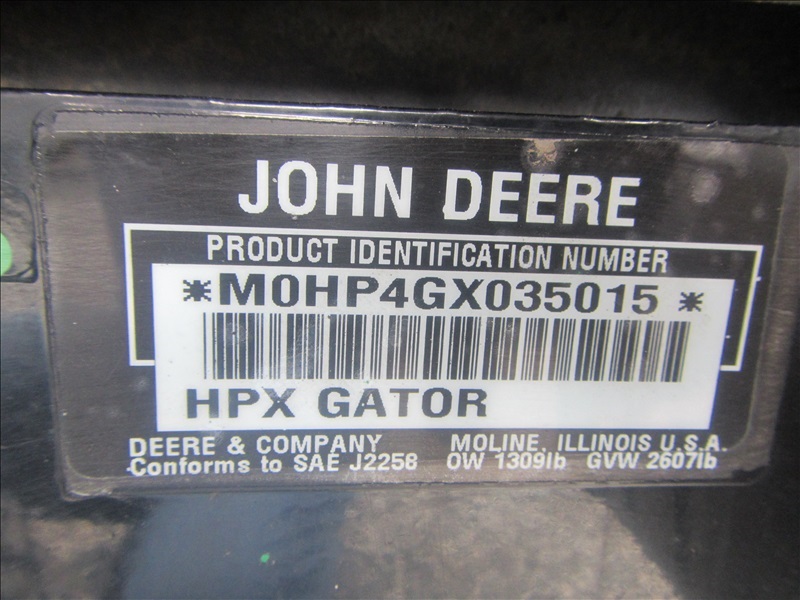 JOHN DEERE
PRODUCT IDENTIFICATION NUMBER
*M0HP4GX035015*
HPX GATOR
DEERE & COMPANY MOLINE, ILLINOIS U.S.A.
Conforms to SAE J2258 OW 1309lb GVW 2607lb